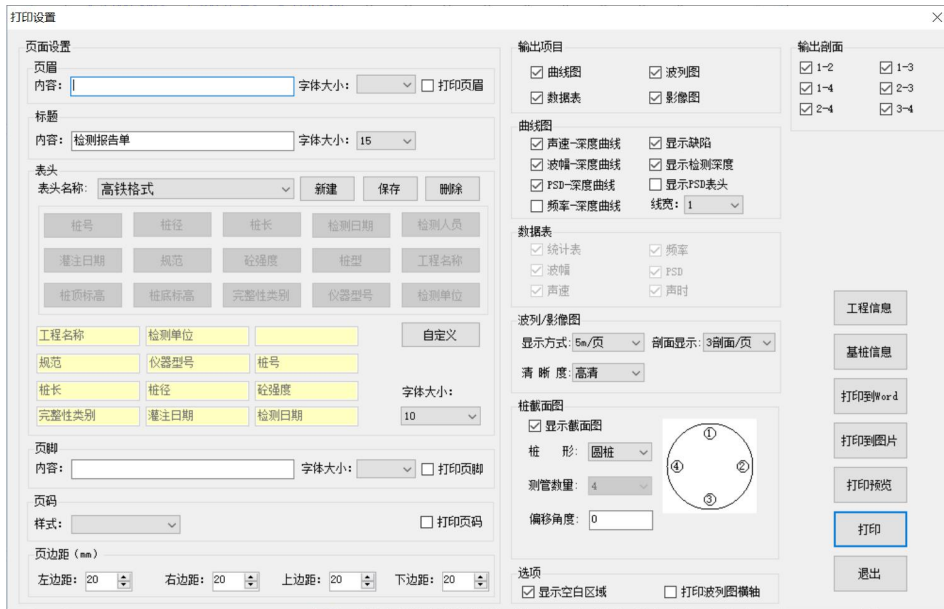 打印设置
页面设置
页眉
内容: 字体大小: 打印页眉
标题
内容: 检测报告单 字体大小: 15
表头
表头名称: 高铁格式 新建 保存 删除
桩号 桩径 桩长 检测日期 检测人员
灌注日期 规范 砼强度 桩型 工程名称
桩顶标高 桩底标高 完整性类别 仪器型号 检测单位
工程名称 检测单位 自定义
规范 仪器型号 桩号
桩长 桩径 砼强度 字体大小:
完整性类别 灌注日期 检测日期 10
页脚
内容: 字体大小: 打印页脚
页码
样式: 打印页码
页边距(mm)
左边距: 20 右边距: 20 上边距: 20 下边距: 20
输出项目
曲线图 波列图
数据表 影像图
曲线图
声速-深度曲线 显示缺陷
波幅-深度曲线 显示检测深度
PSD-深度曲线 显示PSD表头
频率-深度曲线 线宽: 1
数据表
统计表 频率
波幅 PSD
声速 声时
波列/影像图
显示方式: 5m/页 剖面显示: 3剖面/页
清 晰 度: 高清
桩截面图
显示截面图
桩 形: 圆桩
测管数量: 4
偏移角度: 0
①
④ ②
③
选项
显示空白区域 打印波列图横轴
输出剖面
1-2 1-3
1-4 2-3
2-4 3-4
工程信息
基桩信息
打印到Word
打印到图片
打印预览
打印
退出